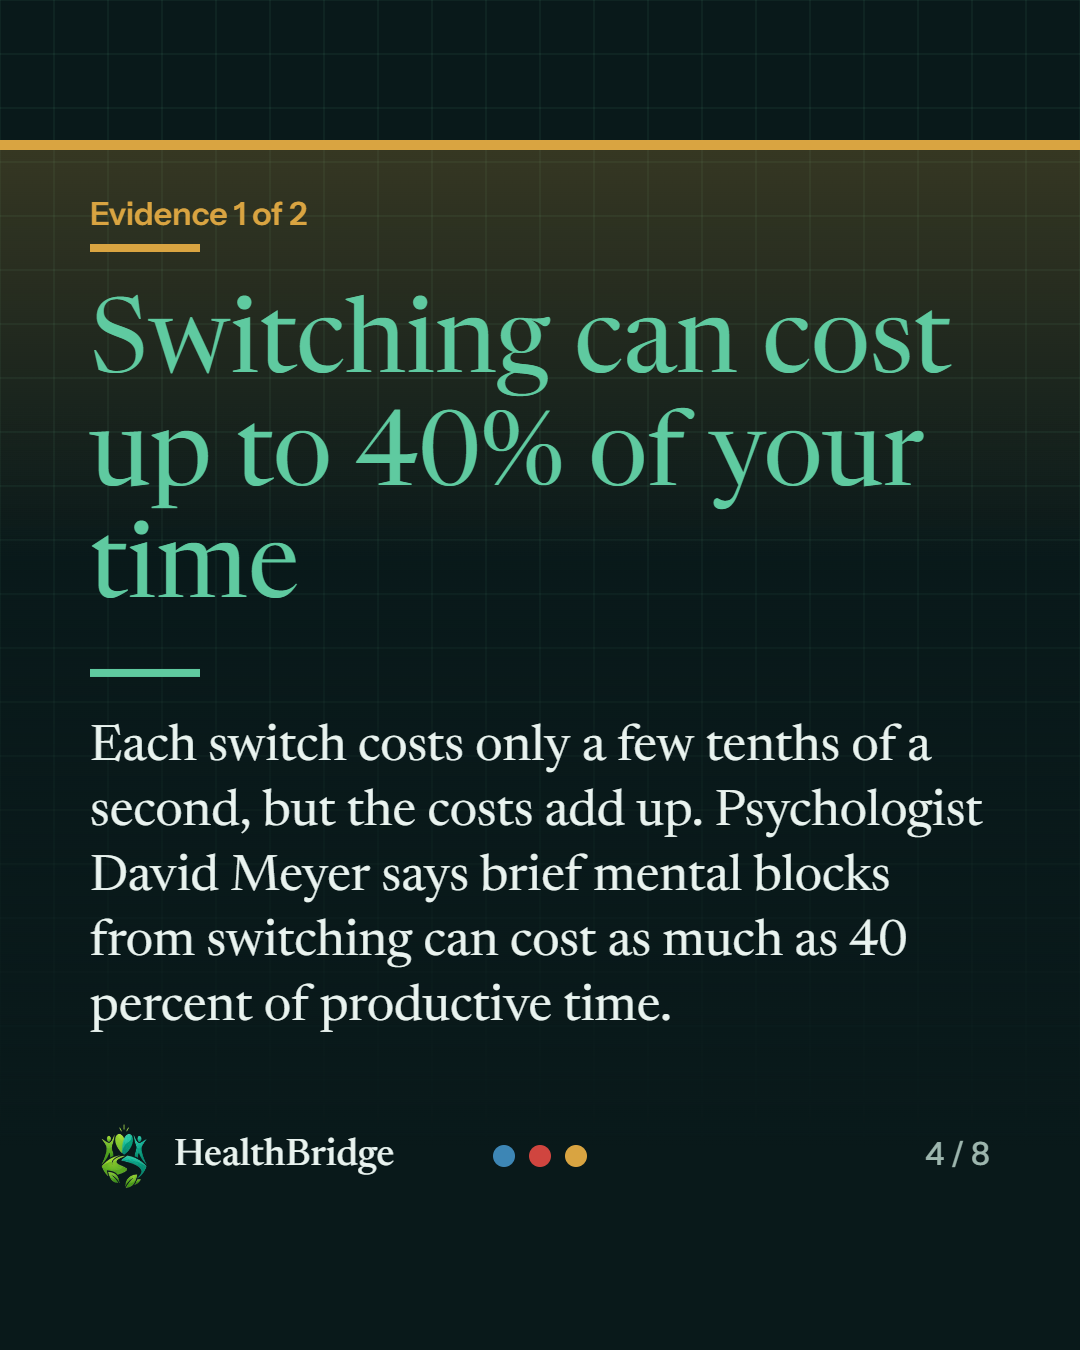 Evidence 1 of 2
Switching can cost
up to 40% of your
time
Each switch costs only a few tenths of a
second, but the costs add up. Psychologist
David Meyer says brief mental blocks
from switching can cost as much as 40
percent of productive time.
HealthBridge
4 / 8